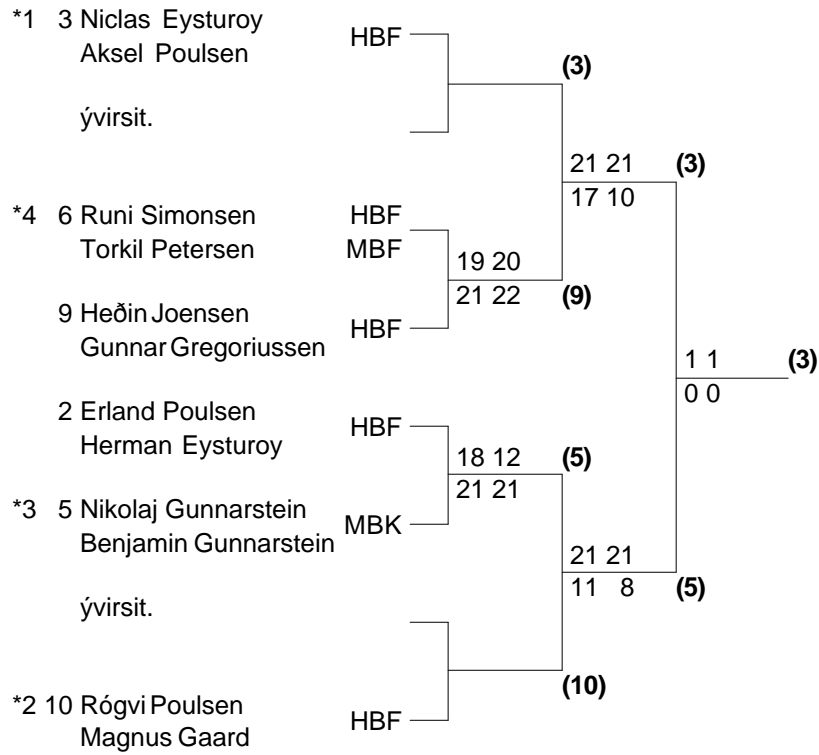 *1 3 Niclas Eysturoy HBF
Aksel Poulsen
(3)
ývirsit.
21 21 (3)
17 10
*4 6 Runi Simonsen HBF
Torkil Petersen MBF
19 20
21 22 (9)
9 Heðin Joensen HBF
Gunnar Gregoriussen
1 1 (3)
0 0
2 Erland Poulsen HBF
Herman Eysturoy
18 12 (5)
21 21
*3 5 Nikolaj Gunnarstein MBK
Benjamin Gunnarstein
21 21
11 8 (5)
ývirsit.
(10)
*2 10 Rógvi Poulsen HBF
Magnus Gaard